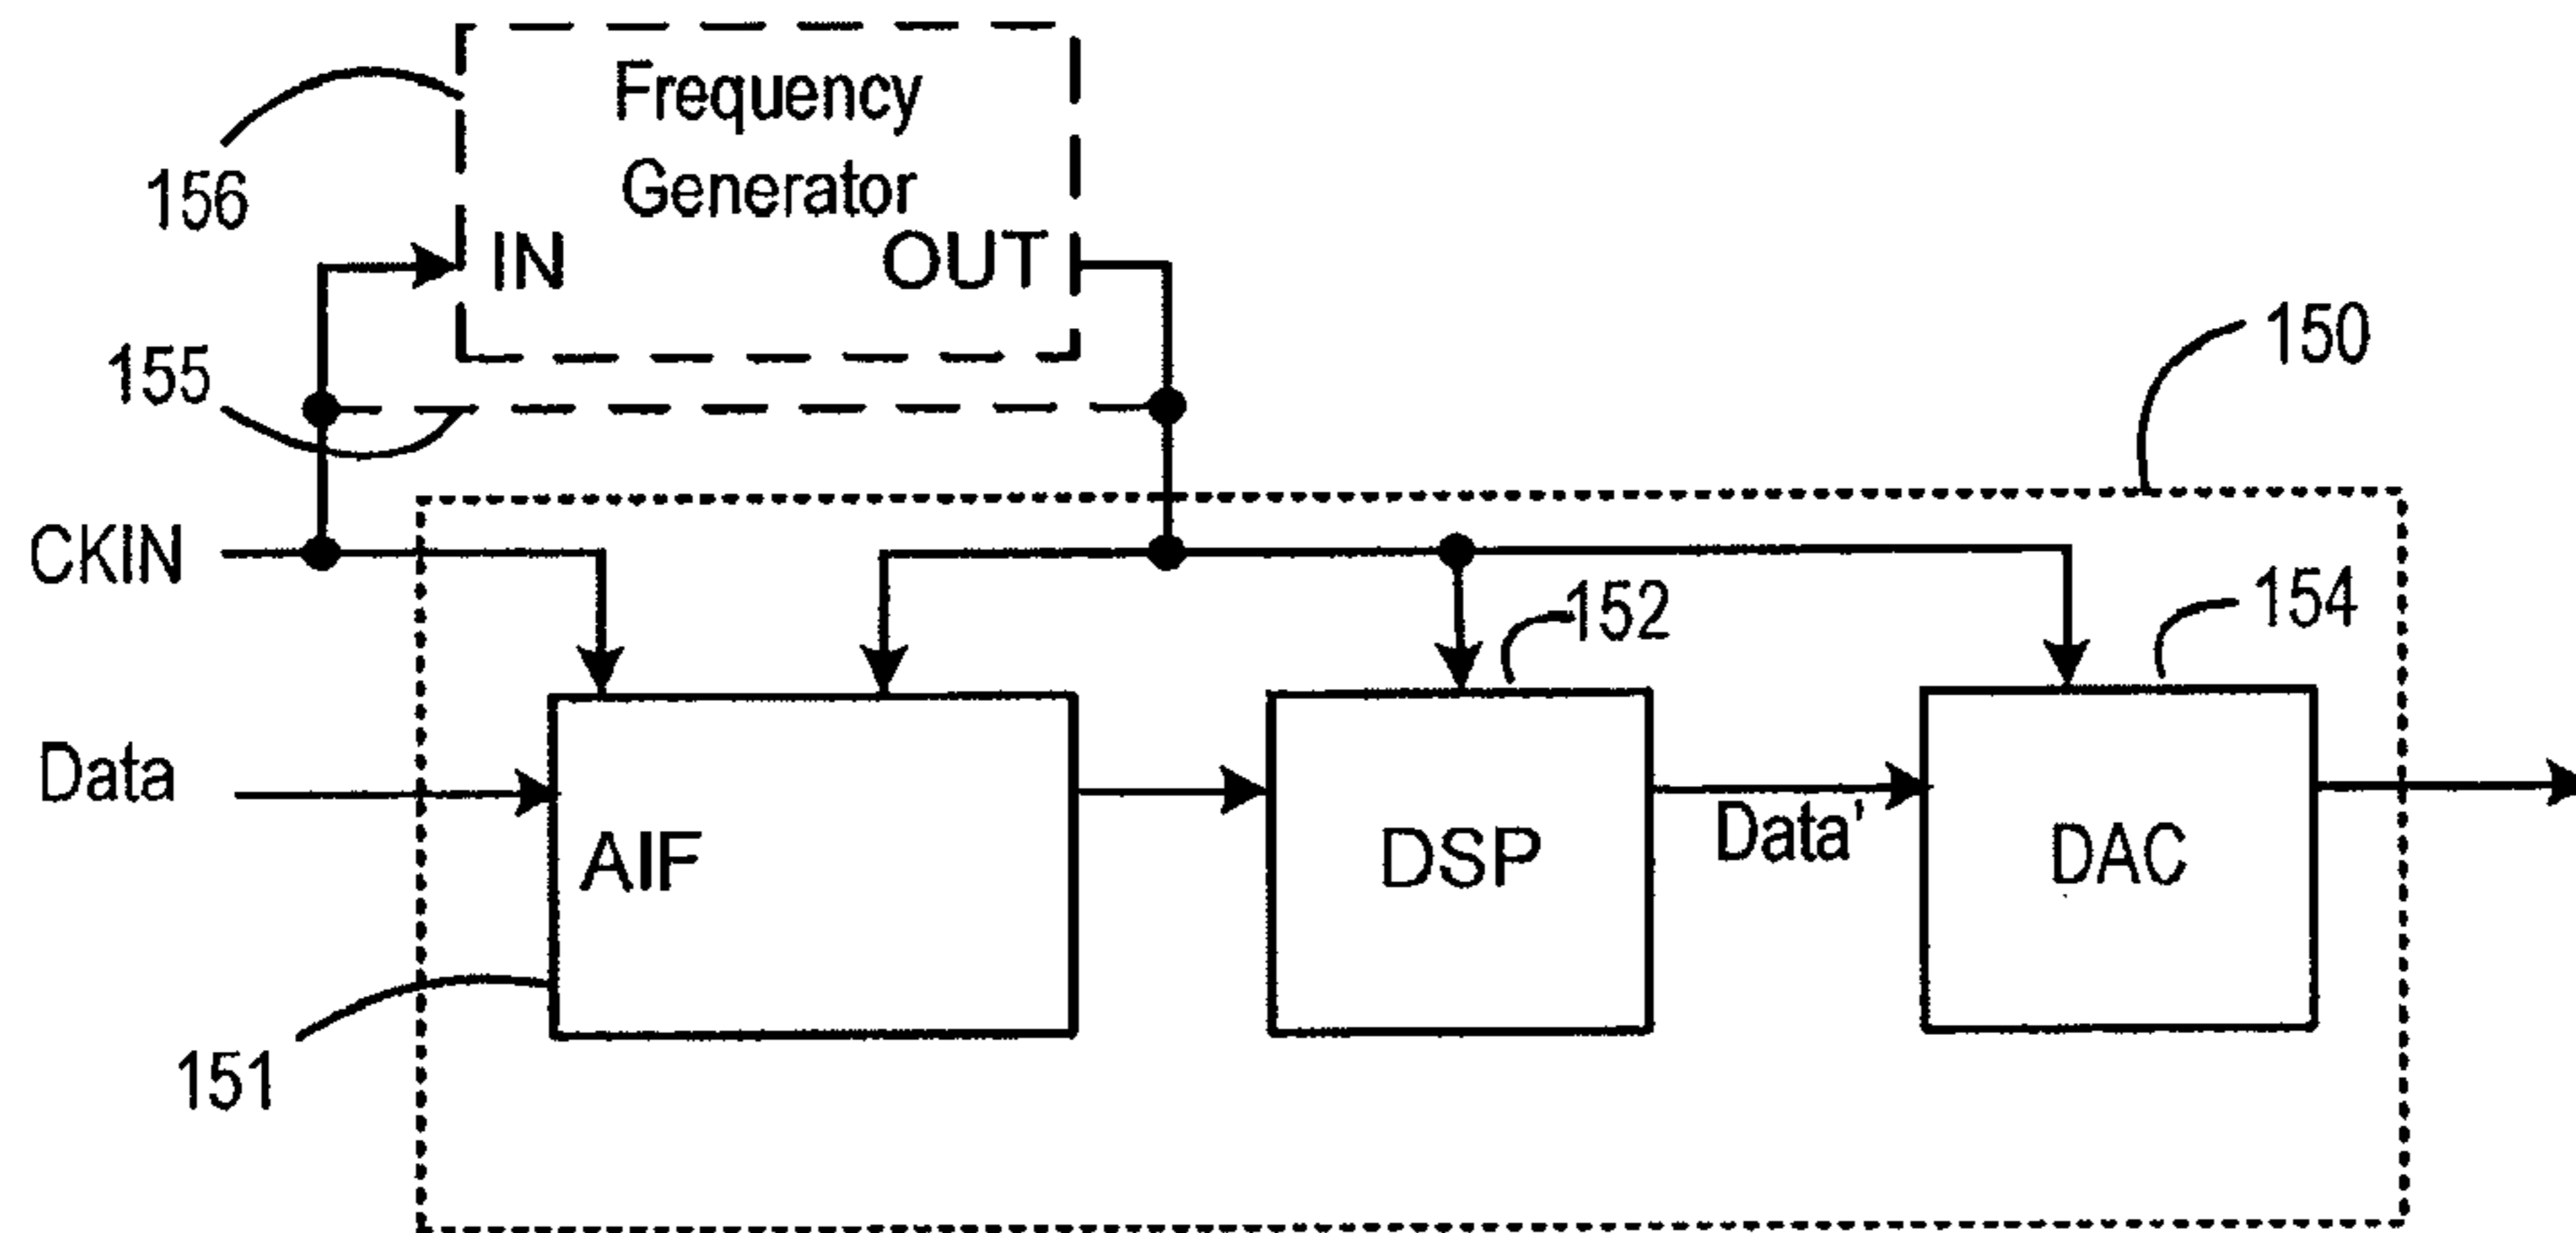 Frequency
Generator
156
IN
OUT
155
150
CKIN
152
154
Data
AIF
DSP
Data'
DAC
151